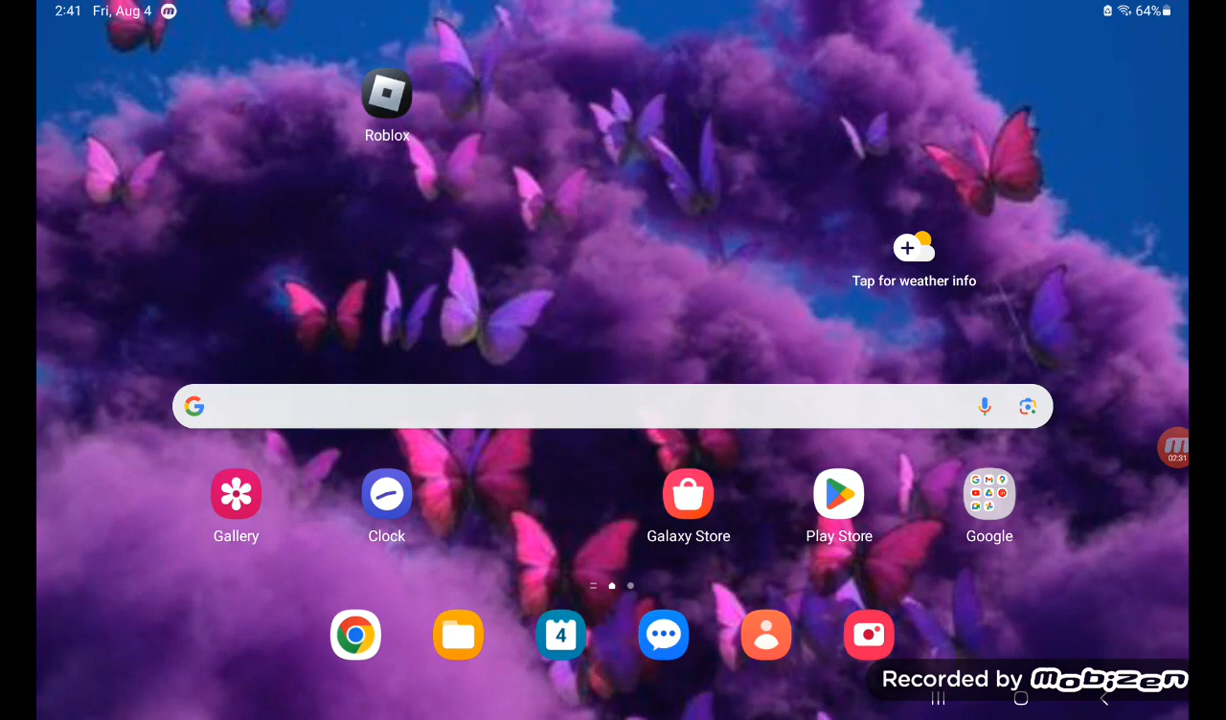 2:41 Fri, Aug 4 m
64%
Roblox
Tap for weather info
G
02:31
Gallery
Clock
Galaxy Store
Play Store
Google
4
Recorded by mobizen